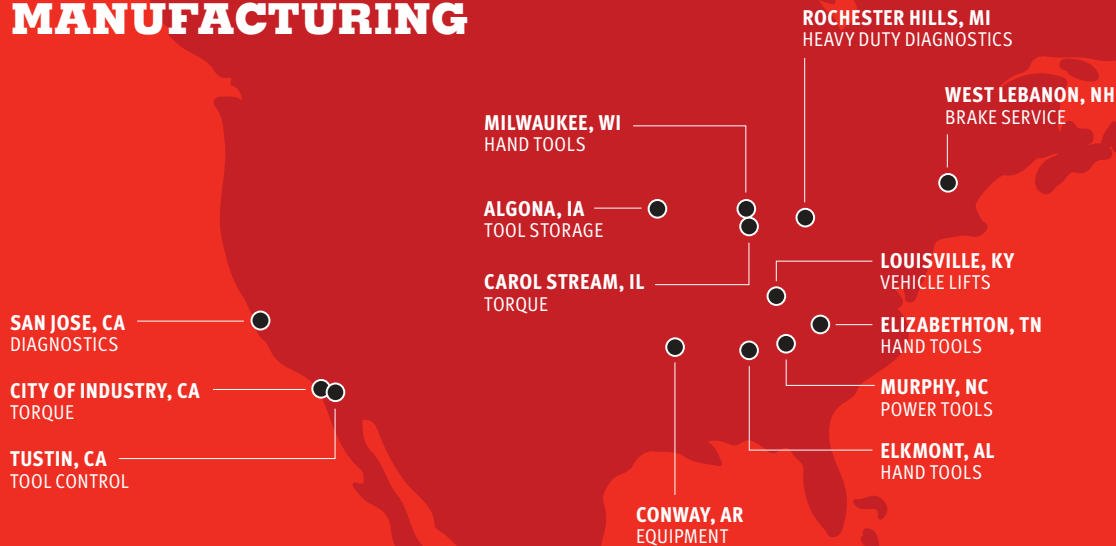 MANUFACTURING
ROCHESTER HILLS, MI
HEAVY DUTY DIAGNOSTICS
WEST LEBANON, NH
BRAKE SERVICE
MILWAUKEE, WI
HAND TOOLS
ALGONA, IA
TOOL STORAGE
CAROL STREAM, IL
TORQUE
LOUISVILLE, KY
VEHICLE LIFTS
SAN JOSE, CA
DIAGNOSTICS
ELIZABETHTON, TN
HAND TOOLS
CITY OF INDUSTRY, CA
TORQUE
MURPHY, NC
POWER TOOLS
TUSTIN, CA
TOOL CONTROL
ELKMONT, AL
HAND TOOLS
CONWAY, AR
EQUIPMENT